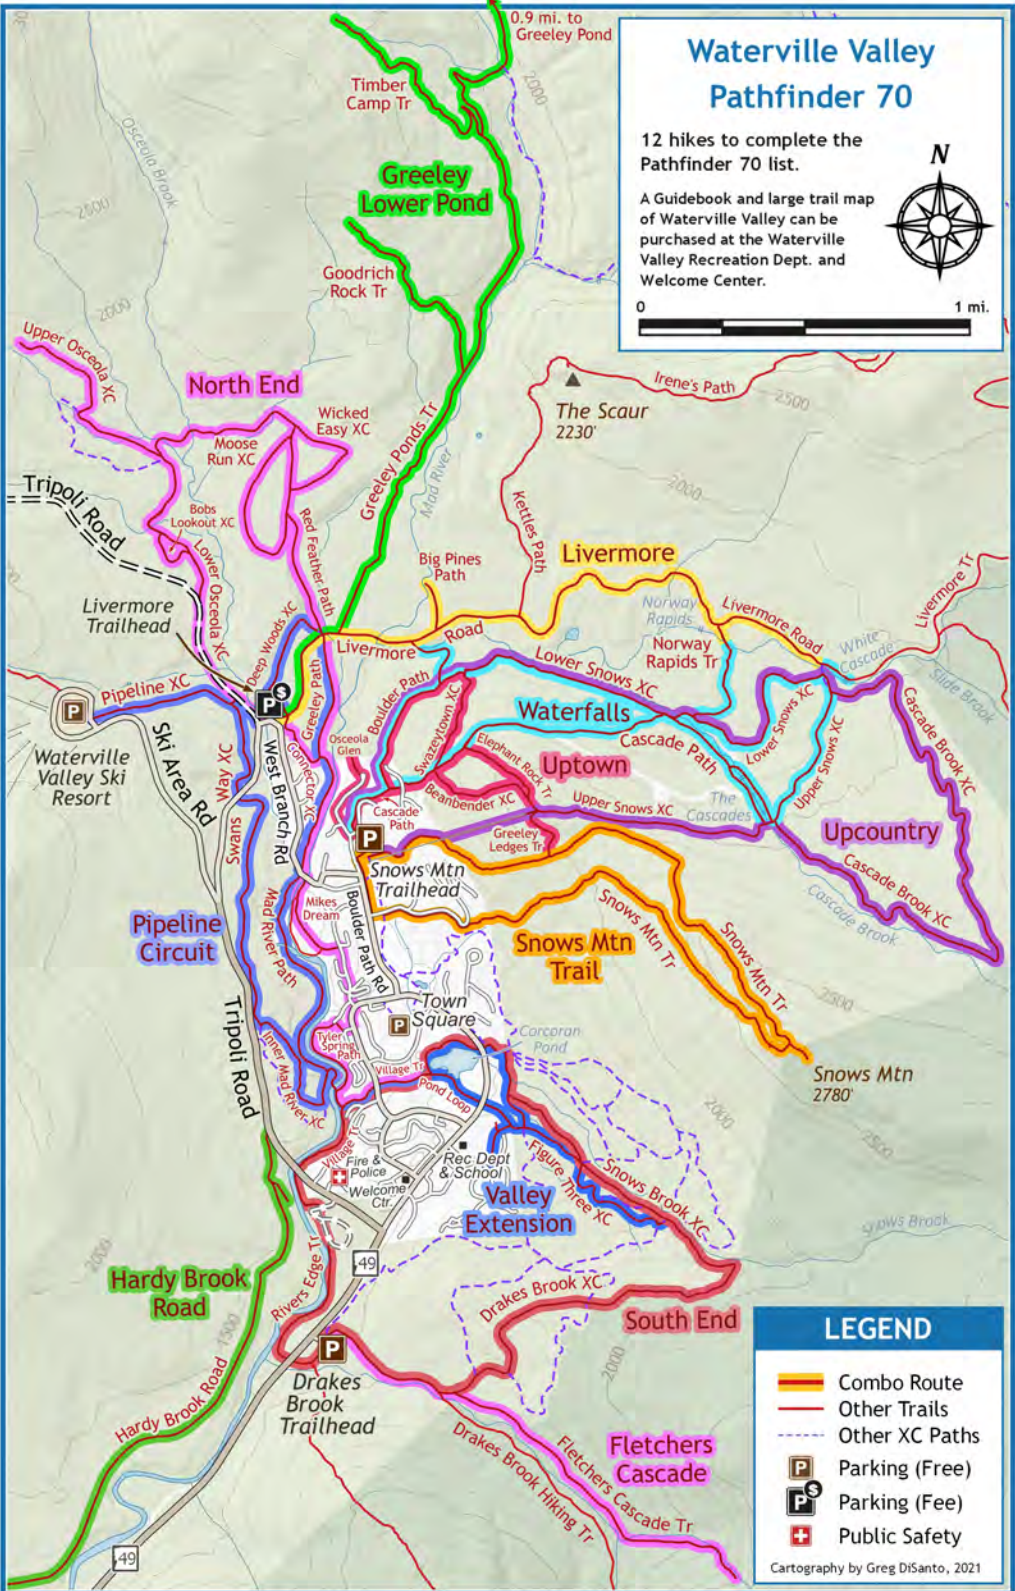 0.9 mi. to
Greeley Pond
Waterville Valley
Pathfinder 70
12 hikes to complete the
Pathfinder 70 list.
A Guidebook and large trail map
of Waterville Valley can be
purchased at the Waterville
Valley Recreation Dept. and
Welcome Center.
N
0
1 mi.
Timber
Camp Tr
2000
Osceola Brook
Greeley
Lower Pond
2500
Goodrich
Rock Tr
2000
Upper Osceola XC
North End
Wicked
Easy XC
Moose
Run XC
Irene's Path
The Scaur
2230'
2500
Greeley Ponds Tr
Mad River
2000
Kettles Path
Tripoli Road
Bobs
Lookout XC
Red Feather Path
Lower Osceola XC
Big Pines
Path
Livermore
Livermore Tr
Livermore
Trailhead
Deep Woods XC
Norway
Rapids
Livermore Road
Livermore
Road
Norway
Rapids Tr
White
Cascade
Slide Brook
Pipeline XC
P
P
$
Greeley Path
Boulder Path
Lower Snows XC
Lower Snows XC
Cascade Brook XC
Waterville
Valley Ski
Resort
Ski Area Rd
Way XC
West Branch Rd
Connector XC
Osceola
Glen
Swazeytown XC
Waterfalls
Cascade Path
Elephant Rock Tr
Uptown
Upper Snows XC
Swans
Beanbender XC
Cascade
Path
Upper Snows XC
The
Cascades
Upcountry
P
Greeley
Ledges Tr
Snows Mtn
Trailhead
Cascade Brook XC
Cascade Brook
Pipeline
Circuit
Mad River Path
Mikes
Dream
Boulder Path Rd
Snows Mtn
Trail
Snows Mtn Tr
Snows Mtn Tr
2500
Tripoli Road
Town
Square
P
Inner Mad River XC
Tyler
Spring
Path
Corcoran
Pond
Village Tr
Pond Loop
Snows Mtn
2780'
2000
2500
Village Tr
Fire &
Police
Welcome
Ctr.
Rec Dept
& School
Figure Three XC
Snows Brook XC
Valley
Extension
Snows Brook
49
2000
Hardy Brook
Road
Rivers Edge Tr
Drakes Brook XC
South End
1500
P
Drakes
Brook
Trailhead
2000
Hardy Brook Road
Fletchers
Cascade
Drakes Brook Hiking Tr
Fletchers Cascade Tr
49
LEGEND
Combo Route
Other Trails
Other XC Paths
P
Parking (Free)
P
$
Parking (Fee)
Public Safety
Cartography by Greg DiSanto, 2021